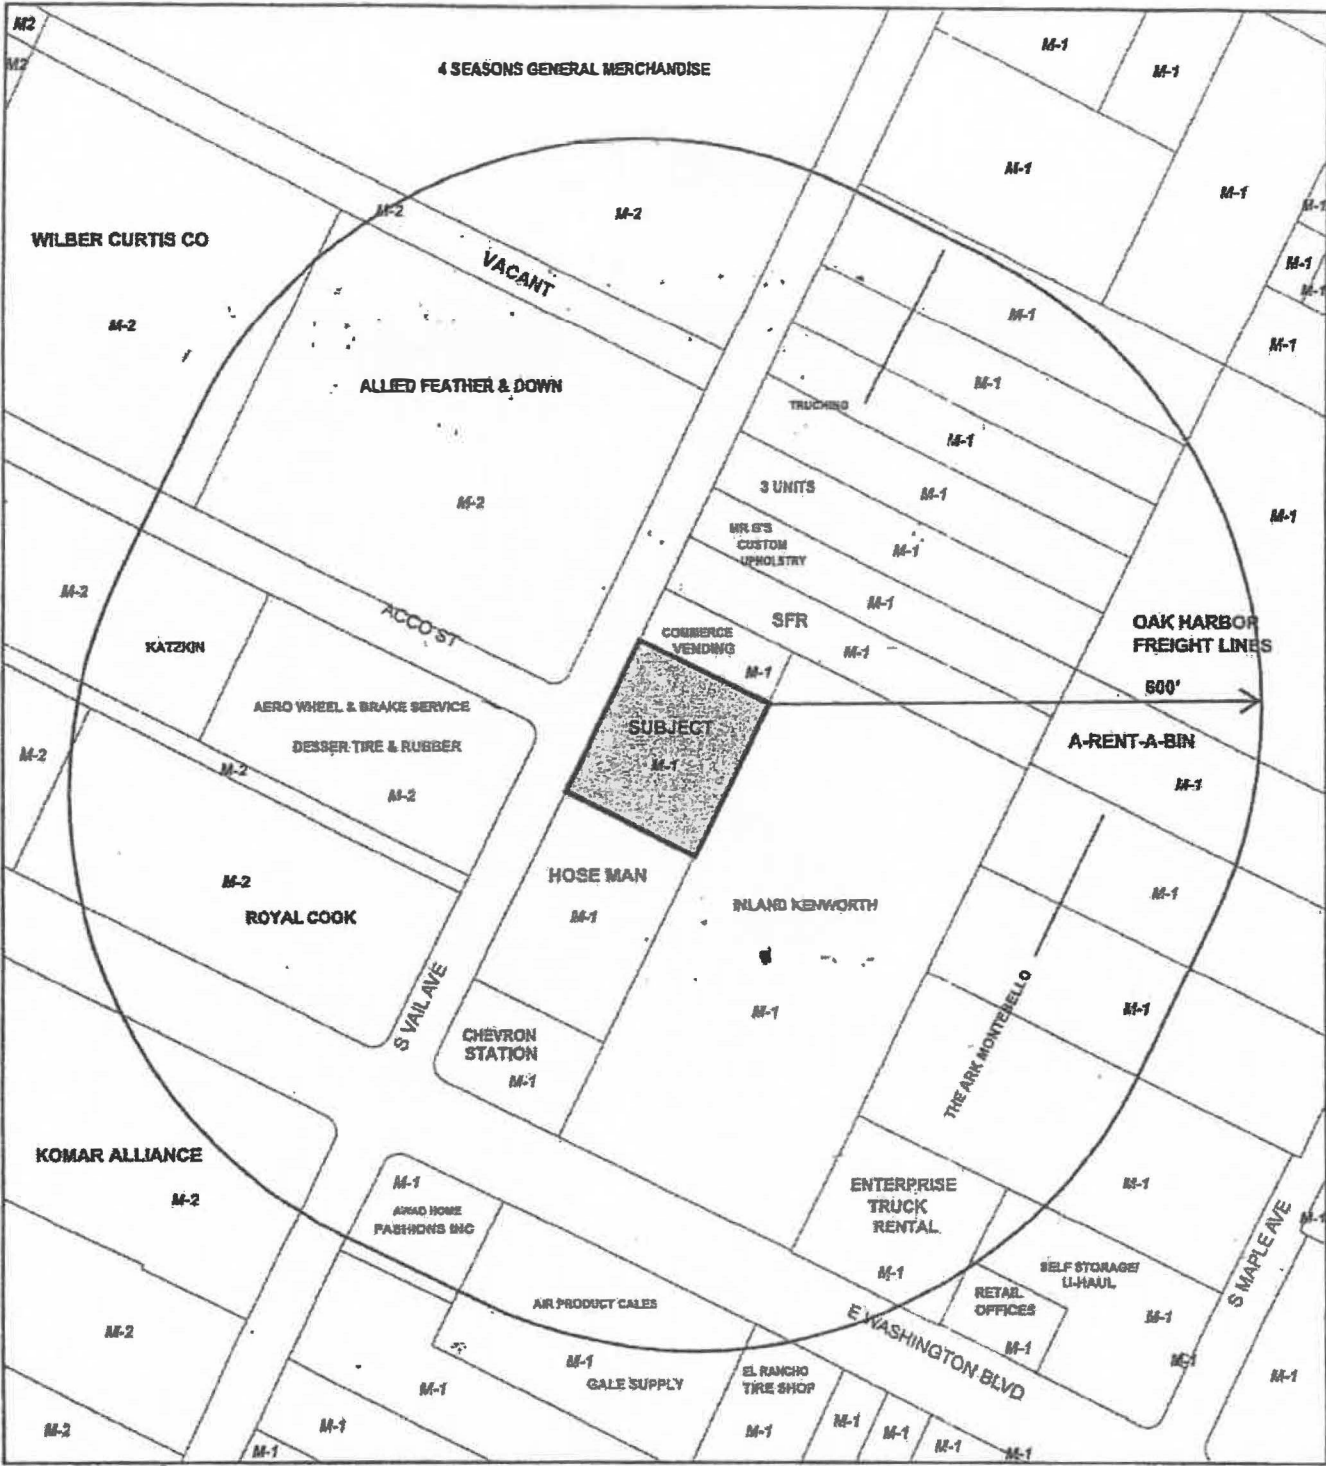 M2
M2
4 SEASONS GENERAL MERCHANDISE
M-1
M-1
M-1
M-1
M-1
M-1
M-1
M-2
M-2
WILBER CURTIS CO
M-2
VACANT
M-1
M-1
ALLIED FEATHER & DOWN
M-1
TRUCHING
M-1
M-2
3 UNITS
M-1
M-1
MR G'S
CUSTOM
UPHOLSTRY
M-1
M-2
ACCO ST
M-1
SFR
OAK HARBOR
FREIGHT LINES
COMMERCE
VENDING
M-1
M-1
KATZKIN
600'
AERO WHEEL & BRAKE SERVICE
SUBJECT
M-1
DESSER TIRE & RUBBER
A-RENT-A-BIN
M-2
M-2
M-2
M-1
HOSE MAN
M-2
M-1
INLAND KENWORTH
M-1
ROYAL COOK
S VAIL AVE
M-1
M-1
THE ARK MONTEBELLO
CHEVRON
STATION
M-1
KOMAR ALLIANCE
M-2
M-1
AWAD HOME
FASHIONS INC
ENTERPRISE
TRUCK
RENTAL
M-1
M-1
M-1
S MAPLE AVE
SELF STORAGE/
U-HAUL
RETAIL
OFFICES
M-1
M-1
M-1
AIR PRODUCT CALES
E WASHINGTON BLVD
M-2
M-1
GALE SUPPLY
EL RANCHO
TIRE SHOP
M-1
M-1
M-2
M-1
M-1
M-1
M-1
M-1
M-1
M-1